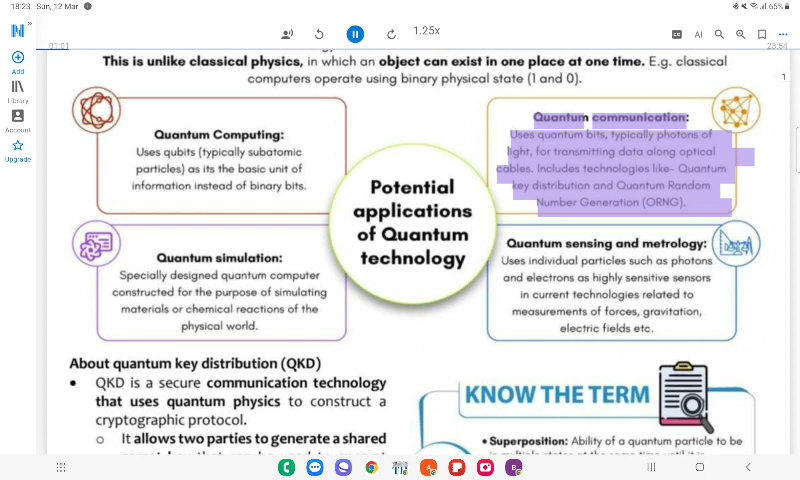 18:23 Sun, 12 Mar
65%
N »
1.25x
AI
01:01
23:54
Add
Library
Account
Upgrade
1
This is unlike classical physics, in which an object can exist in one place at one time. E.g. classical
computers operate using binary physical state (1 and 0).
Quantum Computing:
Uses qubits (typically subatomic
particles) as its the basic unit of
information instead of binary bits.
Quantum communication:
Uses quantum bits, typically photons of
light, for transmitting data along optical
cables. Includes technologies like- Quantum
key distribution and Quantum Random
Number Generation (ORNG).
Potential
applications
of Quantum
technology
Quantum simulation:
Specially designed quantum computer
constructed for the purpose of simulating
materials or chemical reactions of the
physical world.
Quantum sensing and metrology:
Uses individual particles such as photons
and electrons as highly sensitive sensors
in current technologies related to
measurements of forces, gravitation,
electric fields etc.
About quantum key distribution (QKD)
• QKD is a secure communication technology
that uses quantum physics to construct a
cryptographic protocol.
o It allows two parties to generate a shared
KNOW THE TERM
• Superposition: Ability of a quantum particle to be